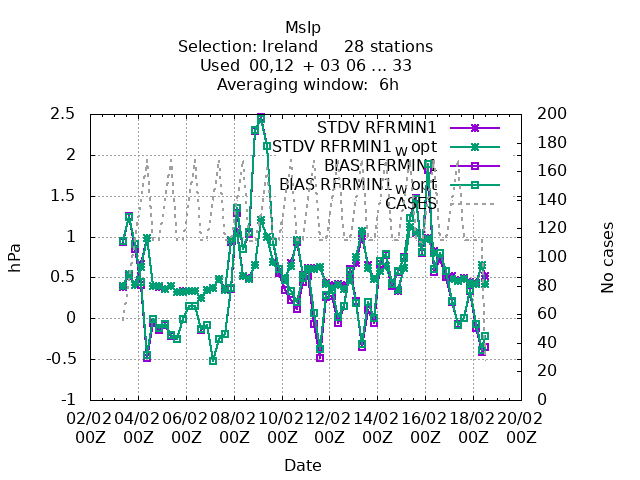 Mslp
Selection: Ireland 28 stations
Used 00,12 + 03 06 ... 33
Averaging window: 6h
2.5
2
1.5
1
0.5
0
-0.5
-1
hPa
200
180
160
140
120
100
80
60
40
20
0
No cases
STDV RFRMIN1
STDV RFRMIN1_w opt
BIAS RFRMIN1
BIAS RFRMIN1_w opt
CASES
02/02 04/02 06/02 08/02 10/02 12/02 14/02 16/02 18/02 20/02
00Z 00Z 00Z 00Z 00Z 00Z 00Z 00Z 00Z 00Z
Date